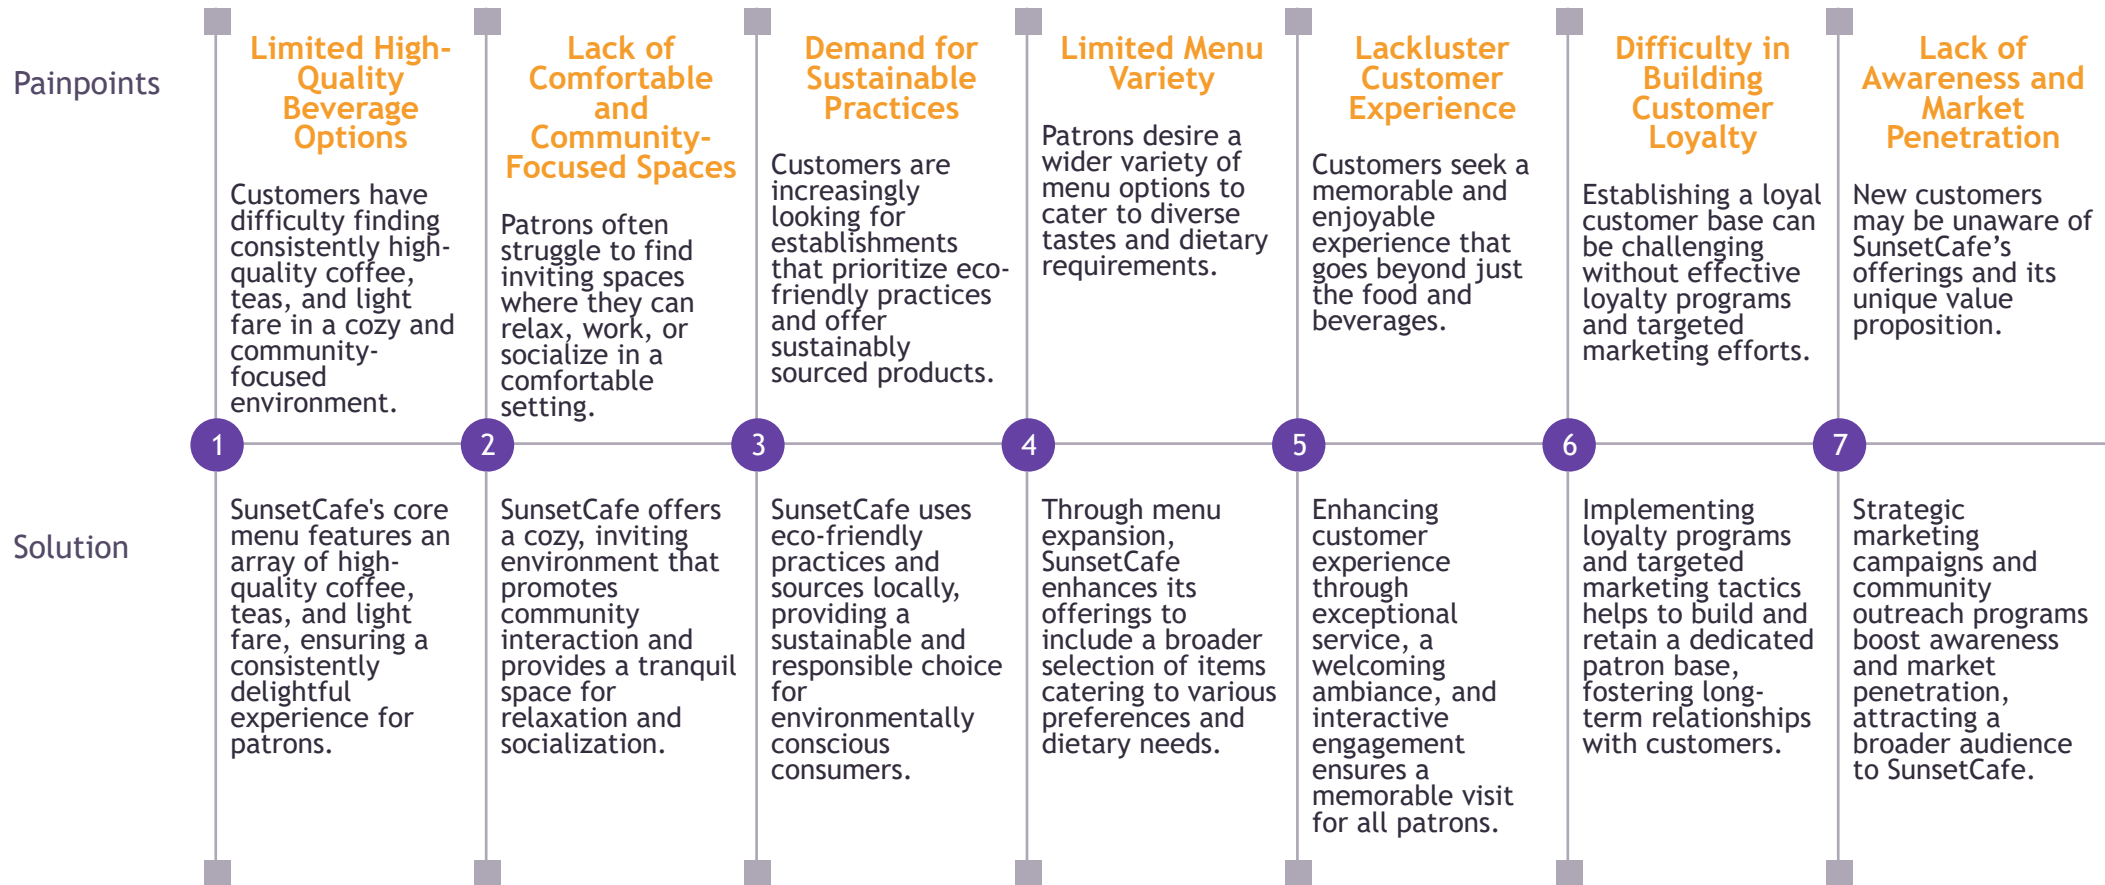 Painpoints
Limited High-
Quality
Beverage
Options
Customers have
difficulty finding
consistently high-
quality coffee,
teas, and light
fare in a cozy and
community-
focused
environment.
Lack of
Comfortable
and
Community-
Focused Spaces
Patrons often
struggle to find
inviting spaces
where they can
relax, work, or
socialize in a
comfortable
setting.
Demand for
Sustainable
Practices
Customers are
increasingly
looking for
establishments
that prioritize eco-
friendly practices
and offer
sustainably
sourced products.
Limited Menu
Variety
Patrons desire a
wider variety of
menu options to
cater to diverse
tastes and dietary
requirements.
Lackluster
Customer
Experience
Customers seek a
memorable and
enjoyable
experience that
goes beyond just
the food and
beverages.
Difficulty in
Building
Customer
Loyalty
Establishing a loyal
customer base can
be challenging
without effective
loyalty programs
and targeted
marketing efforts.
Lack of
Awareness and
Market
Penetration
New customers
may be unaware of
SunsetCafe’s
offerings and its
unique value
proposition.
1
2
3
4
5
6
7
Solution
SunsetCafe's core
menu features an
array of high-
quality coffee,
teas, and light
fare, ensuring a
consistently
delightful
experience for
patrons.
SunsetCafe offers
a cozy, inviting
environment that
promotes
community
interaction and
provides a tranquil
space for
relaxation and
socialization.
SunsetCafe uses
eco-friendly
practices and
sources locally,
providing a
sustainable and
responsible choice
for
environmentally
conscious
consumers.
Through menu
expansion,
SunsetCafe
enhances its
offerings to
include a broader
selection of items
catering to various
preferences and
dietary needs.
Enhancing
customer
experience
through
exceptional
service, a
welcoming
ambiance, and
interactive
engagement
ensures a
memorable visit
for all patrons.
Implementing
loyalty programs
and targeted
marketing tactics
helps to build and
retain a dedicated
patron base,
fostering long-
term relationships
with customers.
Strategic
marketing
campaigns and
community
outreach programs
boost awareness
and market
penetration,
attracting a
broader audience
to SunsetCafe.